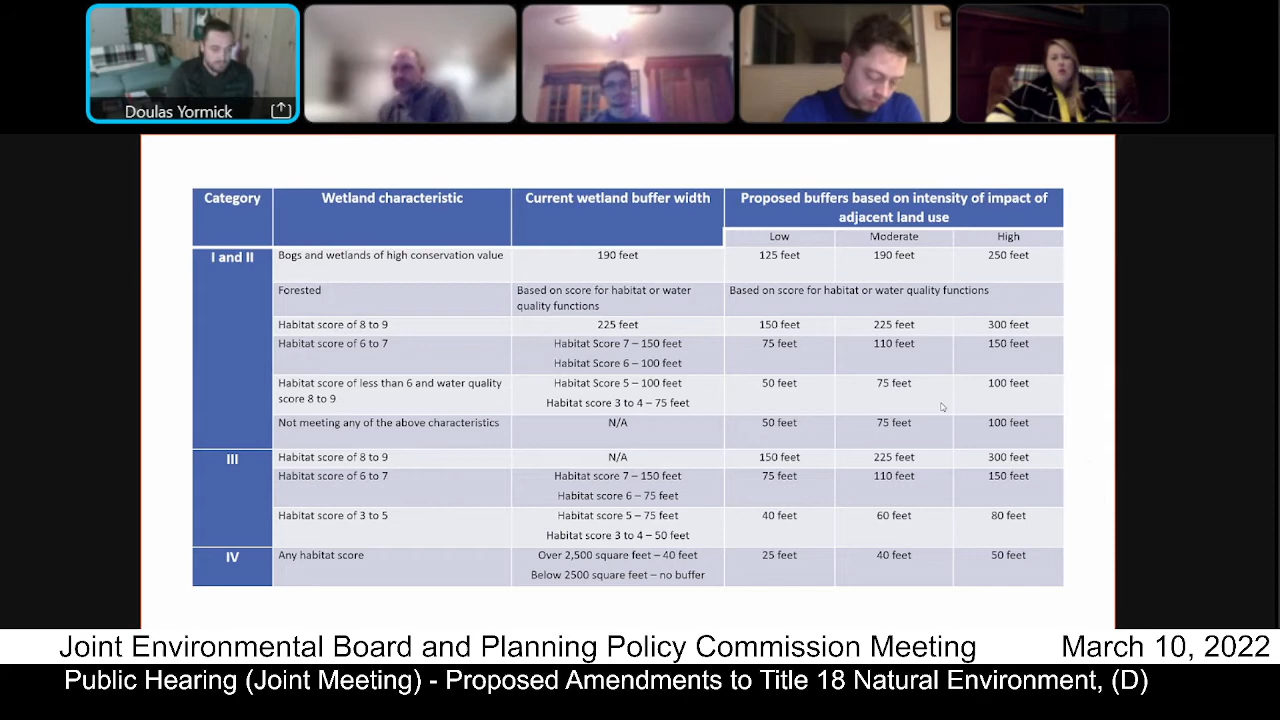 Doulas Yormick
Category Wetland characteristic Current wetland buffer width Proposed buffers based on intensity of impact of
adjacent land use
Low Moderate High
I and II Bogs and wetlands of high conservation value 190 feet 125 feet 190 feet 250 feet
Forested Based on score for habitat or water Based on score for habitat or water quality functions
quality functions
Habitat score of 8 to 9 225 feet 150 feet 225 feet 300 feet
Habitat score of 6 to 7 Habitat Score 7 – 150 feet 75 feet 110 feet 150 feet
Habitat Score 6 – 100 feet
Habitat score of less than 6 and water quality Habitat Score 5 – 100 feet 50 feet 75 feet 100 feet
score 8 to 9 Habitat score 3 to 4 – 75 feet
Not meeting any of the above characteristics N/A 50 feet 75 feet 100 feet
III Habitat score of 8 to 9 N/A 150 feet 225 feet 300 feet
Habitat score of 6 to 7 Habitat score 7 – 150 feet 75 feet 110 feet 150 feet
Habitat score 6 – 75 feet
Habitat score of 3 to 5 Habitat score 5 – 75 feet 40 feet 60 feet 80 feet
Habitat score 3 to 4 – 50 feet
IV Any habitat score Over 2,500 square feet – 40 feet 25 feet 40 feet 50 feet
Below 2500 square feet – no buffer
Joint Environmental Board and Planning Policy Commission Meeting March 10, 2022
Public Hearing (Joint Meeting) - Proposed Amendments to Title 18 Natural Environment, (D)